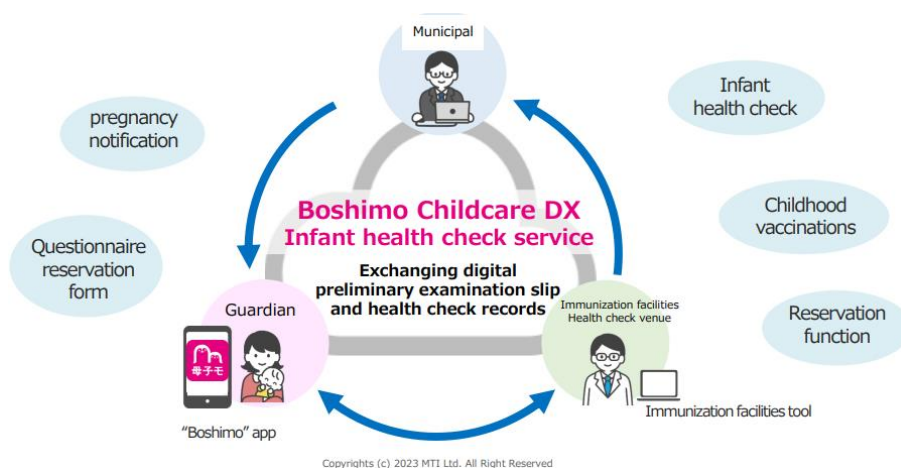 Municipal
pregnancy
notification
Questionnaire
reservation
form
Infant
health check
Childhood
vaccinations
Reservation
function
Boshimo Childcare DX
Infant health check service
Exchanging digital
preliminary examination slip
and health check records
Guardian
母子モ
"Boshimo" app
Immunization facilities
Health check venue
Immunization facilities tool
Copyrights (c) 2023 MTI Ltd. All Right Reserved